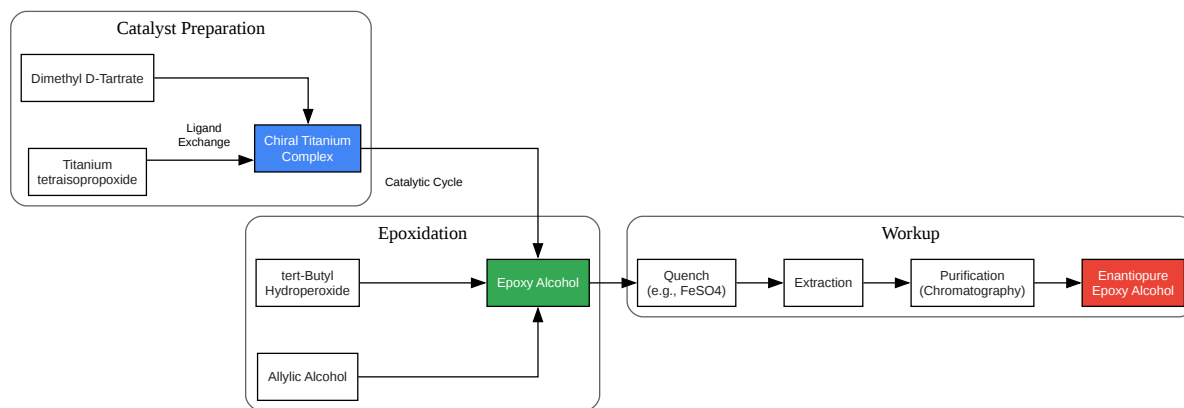 Catalyst Preparation
Dimethyl D-Tartrate
Ligand
Exchange
Chiral Titanium
Complex
Titanium
tetraisopropoxide
Catalytic Cycle
Epoxidation
tert-Butyl
Hydroperoxide
Epoxy Alcohol
Allylic Alcohol
Workup
Quench
(e.g., FeSO4)
Extraction
Purification
(Chromatography)
Enantiopure
Epoxy Alcohol